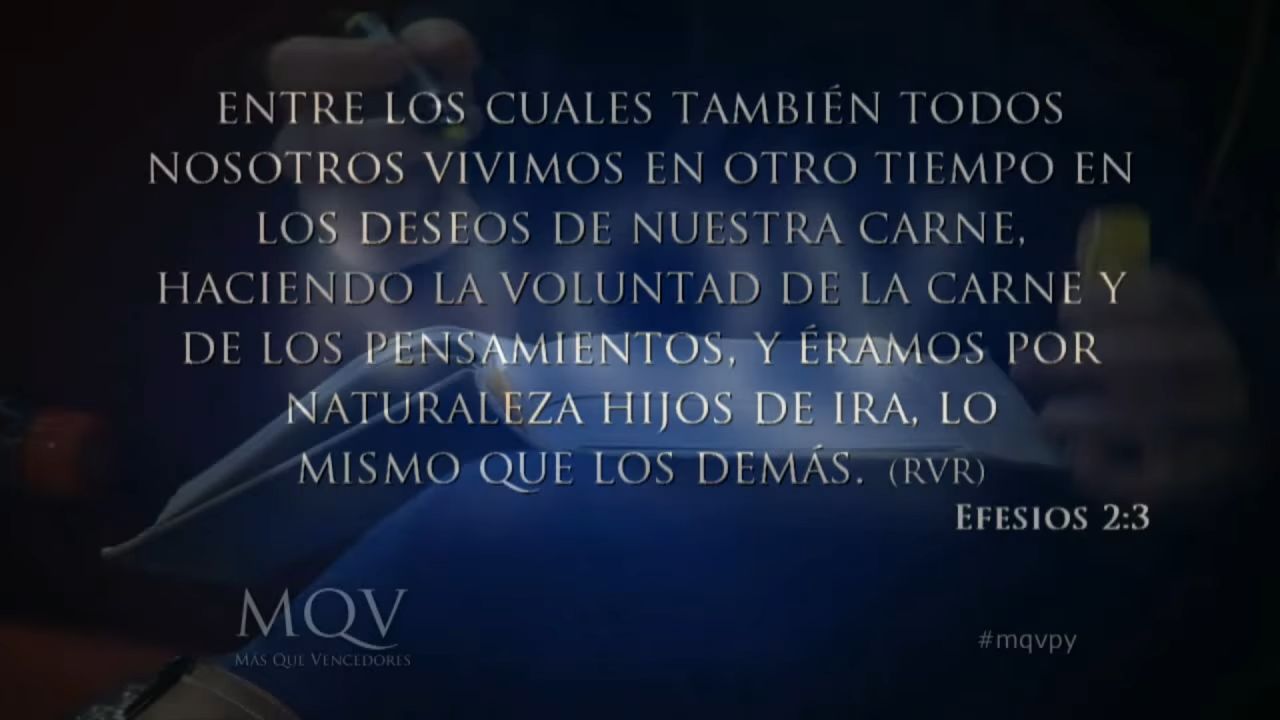 ENTRE LOS CUALES TAMBIÉN TODOS
NOSOTROS VIVIMOS EN OTRO TIEMPO EN
LOS DESEOS DE NUESTRA CARNE,
HACIENDO LA VOLUNTAD DE LA CARNE Y
DE LOS PENSAMIENTOS, Y ÉRAMOS POR
NATURALEZA HIJOS DE IRA, LO
MISMO QUE LOS DEMÁS. (RVR)
EFESIOS 2:3
MQV
MÁS QUE VENCEDORES
#mqvpy